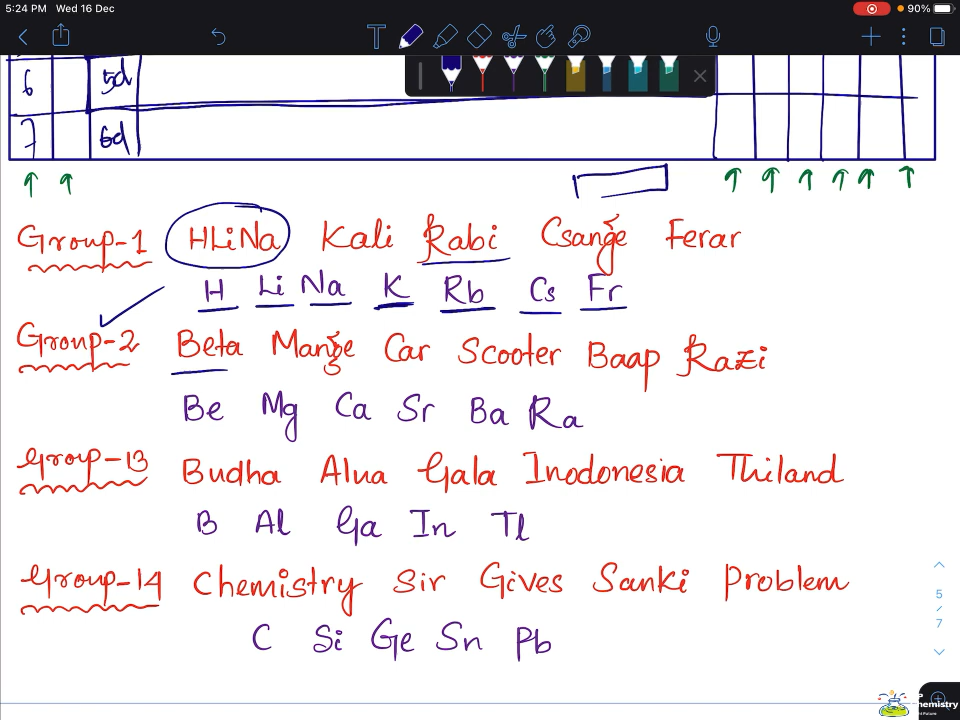 5:24 PM Wed 16 Dec 90%
T
6 5d
7 6d
Group-1 HLiNa Kali Rabi Csange Ferar
H Li Na K Rb Cs Fr
Group-2 Beta Mange Car Scooter Baap Razi
Be Mg Ca Sr Ba Ra
Group-13 Budha Alua Gala Inodonesia Thiland
B Al Ga In Tl
Group-14 Chemistry Sir Gives Sanki Problem
C Si Ge Sn Pb
5
/
7